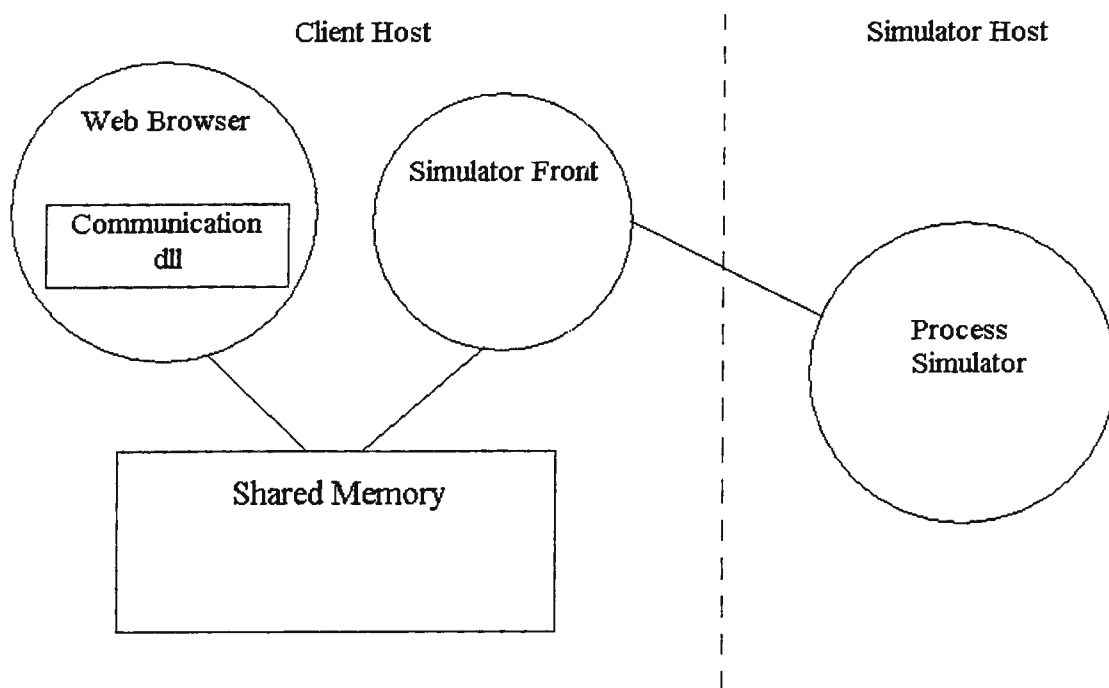 Client Host
Simulator Host
Web Browser
Simulator Front
Communication
dll
Process
Simulator
Shared Memory